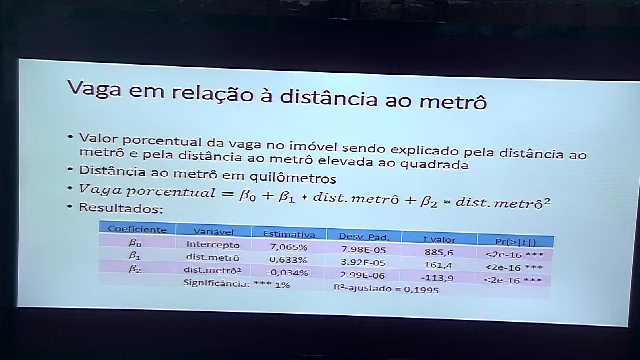 Vaga em relação à distância ao metrô
• Valor porcentual da vaga no imóvel sendo explicado pela distância ao
metrô e pela distância ao metrô elevada ao quadrada
• Distância ao metrô em quilômetros
• Vaga porcentual = β₀ + β₁ * dist.metrô + β₂ * dist.metrô²
• Resultados:
Coeficiente Variável Estimativa Desv. Pad. t valor Pr(>|t|)
β₀ Intercepto 7,065% 7.98E-05 885,6 <2e-16 ***
β₁ dist.metrô 0,633% 3.92E-05 161,4 <2e-16 ***
β₂ dist.metrô² 0,034% 2.99E-06 -113,9 <2e-16 ***
Significância: *** 1% R²-ajustado = 0,1995